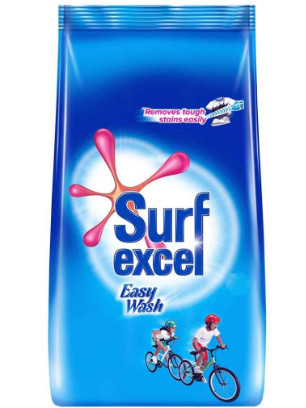 Removes tough
stains easily
Surf
excel
Easy
Wash